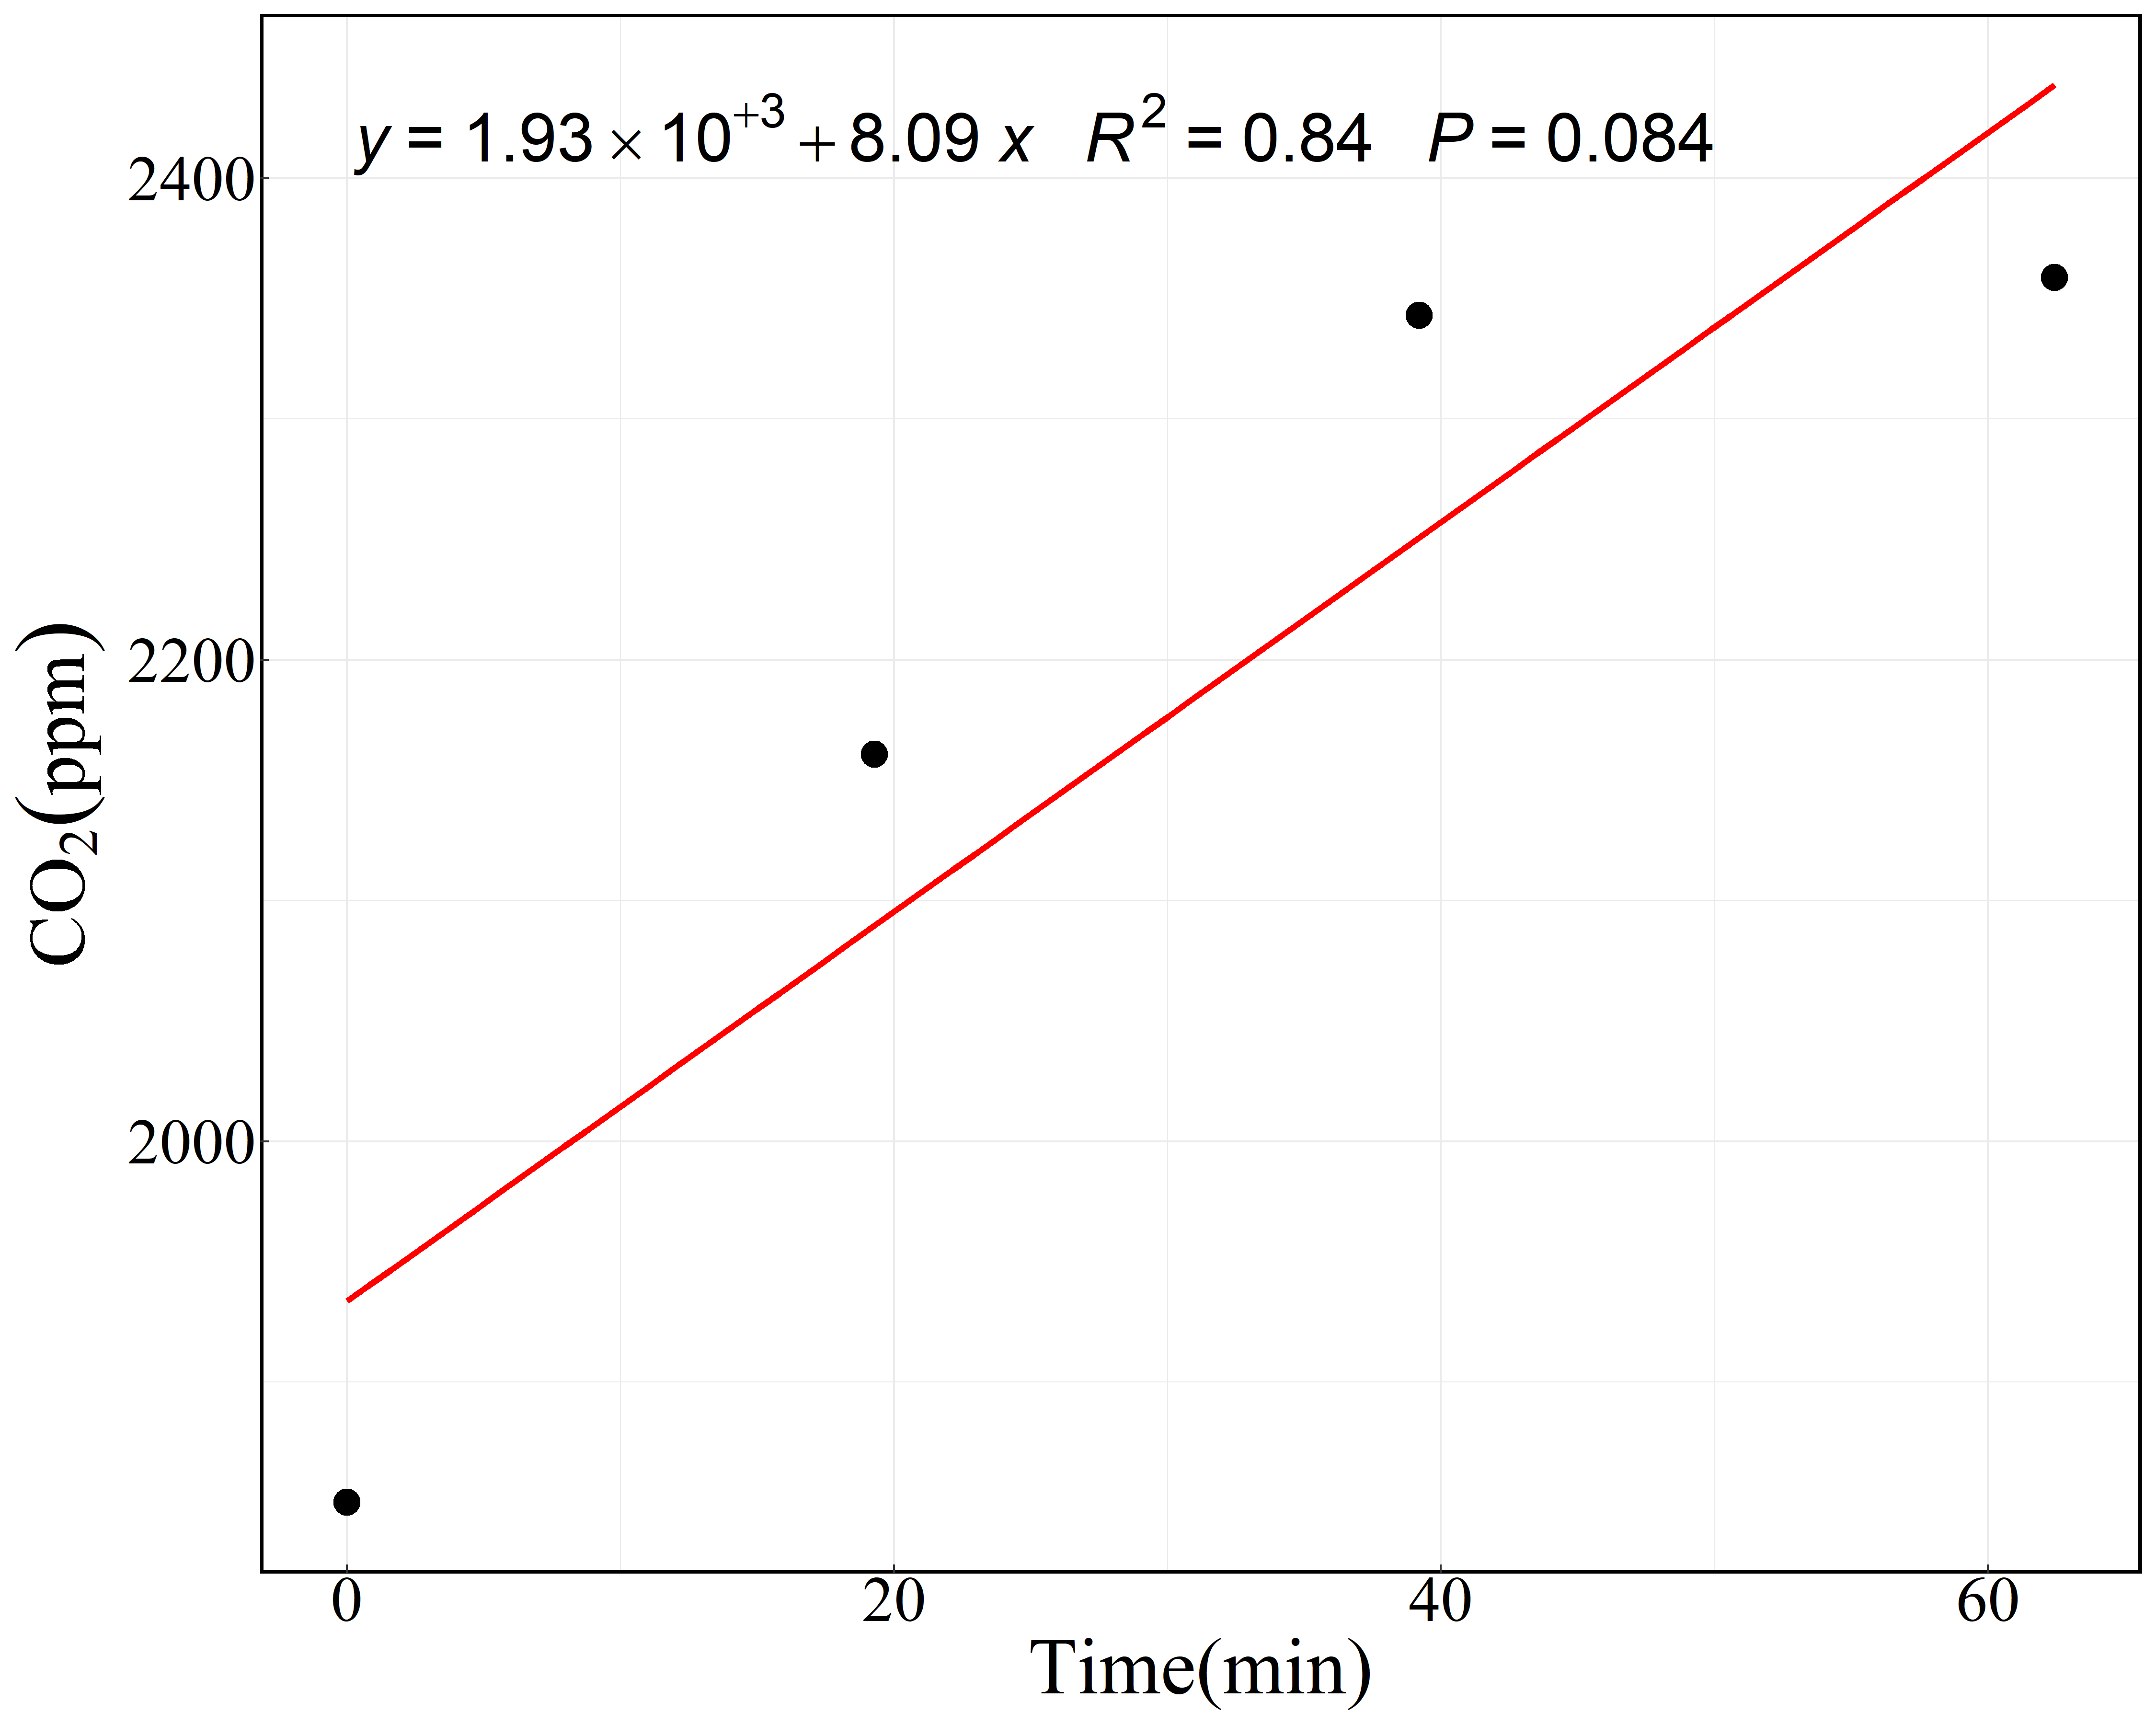 y = 1.93 × 10⁺³ + 8.09 x R² = 0.84 P = 0.084
2400
2200
2000
CO₂(ppm)
0 20 40 60
Time(min)